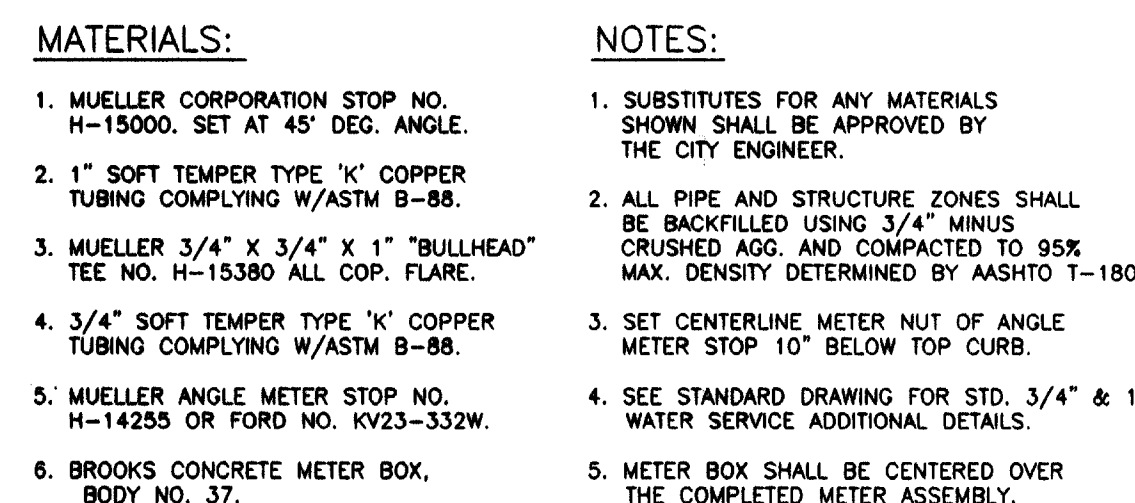 MATERIALS:
1. MUELLER CORPORATION STOP NO.
H-15000. SET AT 45° DEG. ANGLE.
2. 1" SOFT TEMPER TYPE 'K' COPPER
TUBING COMPLYING W/ASTM B-88.
3. MUELLER 3/4" X 3/4" X 1" "BULLHEAD"
TEE NO. H-15380 ALL COP. FLARE.
4. 3/4" SOFT TEMPER TYPE 'K' COPPER
TUBING COMPLYING W/ASTM B-88.
5. MUELLER ANGLE METER STOP NO.
H-14255 OR FORD NO. KV23-332W.
6. BROOKS CONCRETE METER BOX,
BODY NO. 37.
NOTES:
1. SUBSTITUTES FOR ANY MATERIALS
SHOWN SHALL BE APPROVED BY
THE CITY ENGINEER.
2. ALL PIPE AND STRUCTURE ZONES SHALL
BE BACKFILLED USING 3/4" MINUS
CRUSHED AGG. AND COMPACTED TO 95%
MAX. DENSITY DETERMINED BY AASHTO T-180
3. SET CENTERLINE METER NUT OF ANGLE
METER STOP 10" BELOW TOP CURB.
4. SEE STANDARD DRAWING FOR STD. 3/4" & 1
WATER SERVICE ADDITIONAL DETAILS.
5. METER BOX SHALL BE CENTERED OVER
THE COMPLETED METER ASSEMBLY.